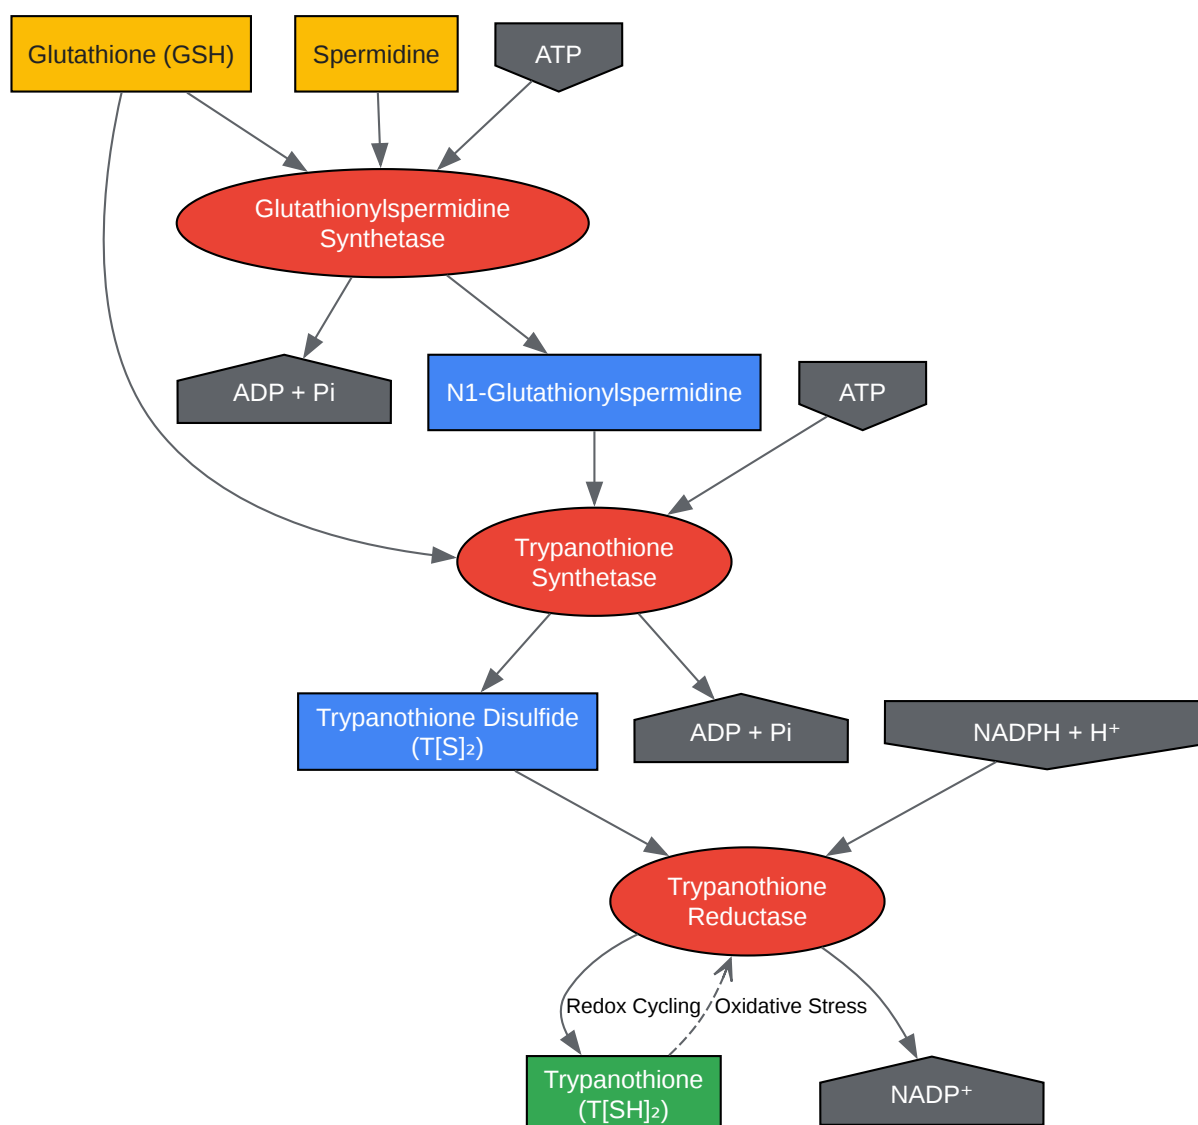 Glutathione (GSH)
Spermidine
ATP
Glutathionylspermidine
Synthetase
ADP + Pi
N1-Glutathionylspermidine
ATP
Trypanothione
Synthetase
Trypanothione Disulfide
(T[S]₂)
ADP + Pi
NADPH + H⁺
Trypanothione
Reductase
Redox Cycling
Oxidative Stress
Trypanothione
(T[SH]₂)
NADP⁺